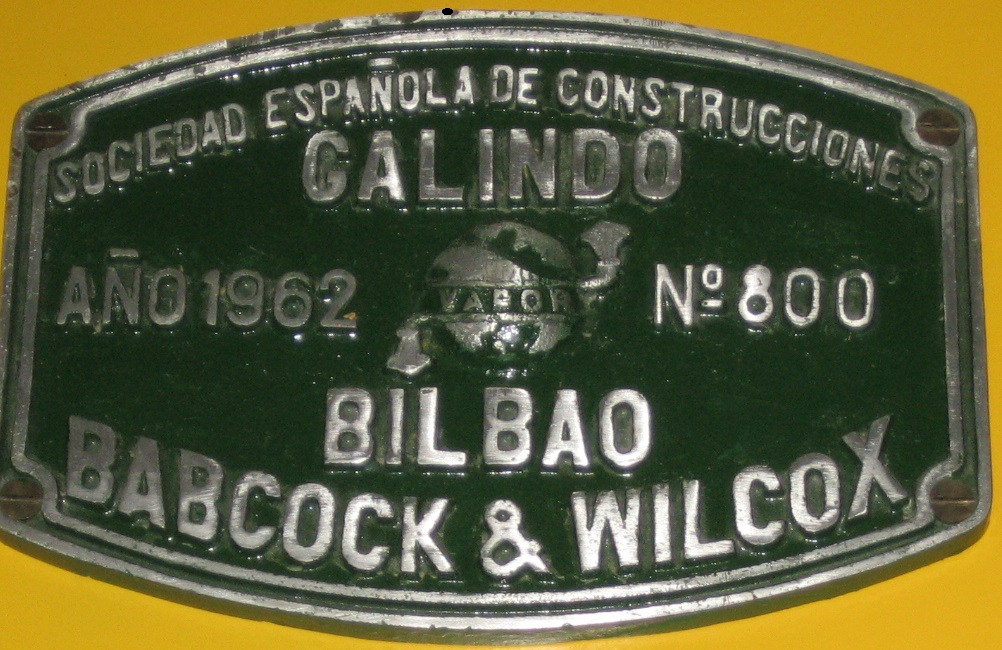 SOCIEDAD ESPAÑOLA DE CONSTRUCCIONES
GALINDO
AÑO 1962
VAPOR
Nº 800
BILBAO
BABCOCK & WILCOX